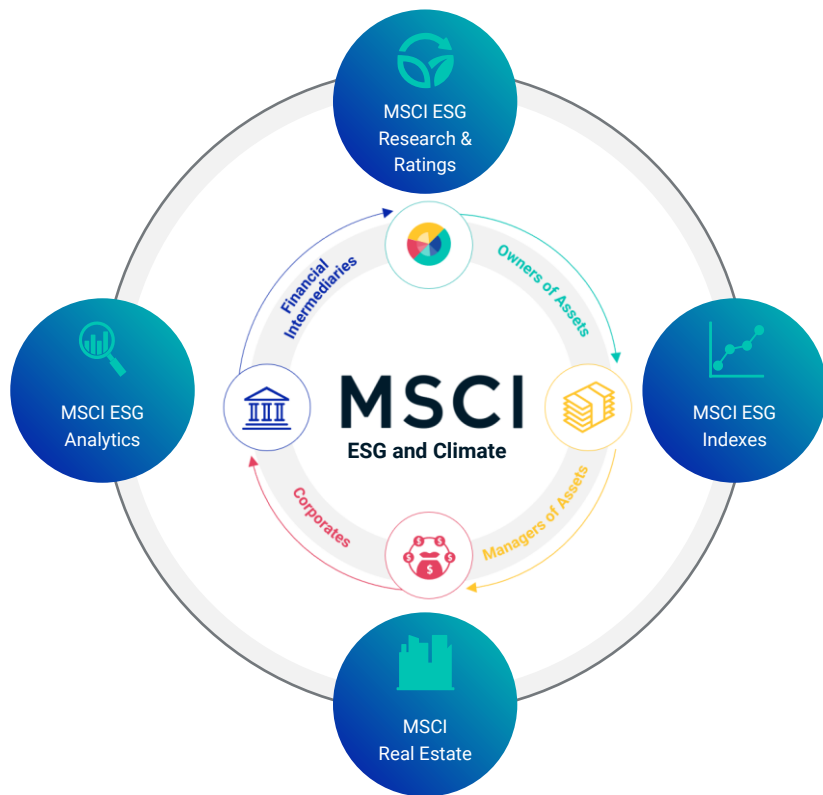 MSCI ESG
Research &
Ratings
Financial
Intermediaries
Owners of Assets
MSCI ESG
Analytics
MSCI
ESG and Climate
MSCI ESG
Indexes
Corporates
Managers of Assets
$ $
$ $
$
MSCI
Real Estate